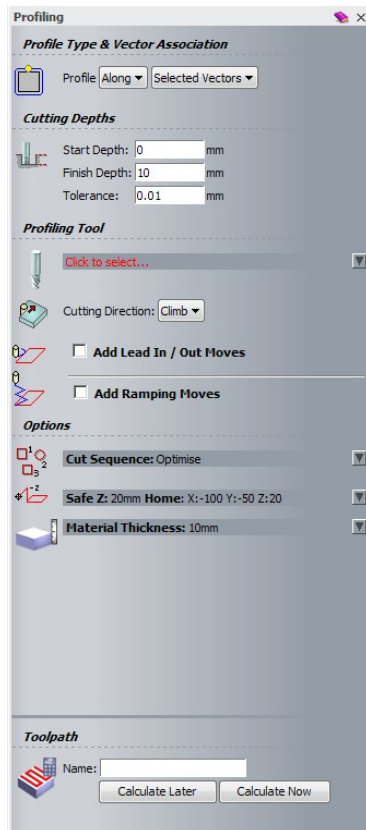 Profiling
Profile Type & Vector Association
Profile Along Selected Vectors
Cutting Depths
Start Depth: 0 mm
Finish Depth: 10 mm
Tolerance: 0.01 mm
Profiling Tool
Click to select...
Cutting Direction: Climb
Add Lead In / Out Moves
Add Ramping Moves
Options
Cut Sequence: Optimise
Safe Z: 20mm Home: X:-100 Y:-50 Z:20
Material Thickness: 10mm
Toolpath
Name:
Calculate Later Calculate Now